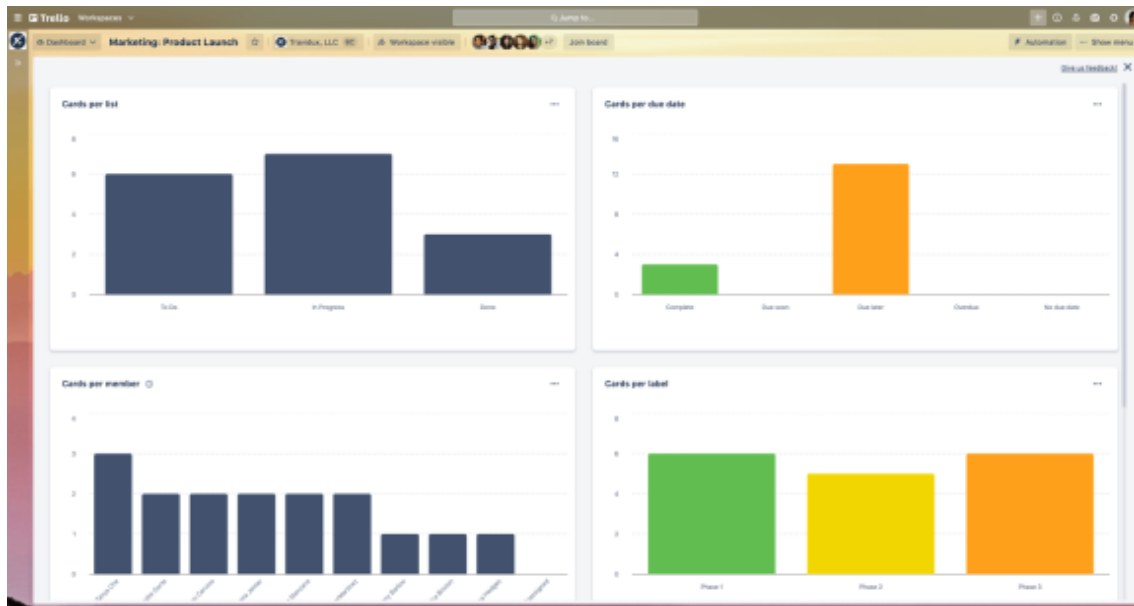 Trello Workspaces
Jump to...
Dashboard Marketing: Product Launch Workspace visible +7 Join board Automation Show menu
Give us feedback!
Cards per list
8
6
4
2
0
To Do In Progress Done
Cards per due date
16
12
8
4
0
Complete Due soon Due later Overdue No due date
Cards per member
4
3
2
1
0
Cards per label
8
6
4
2
0
Phase 1 Phase 2 Phase 3